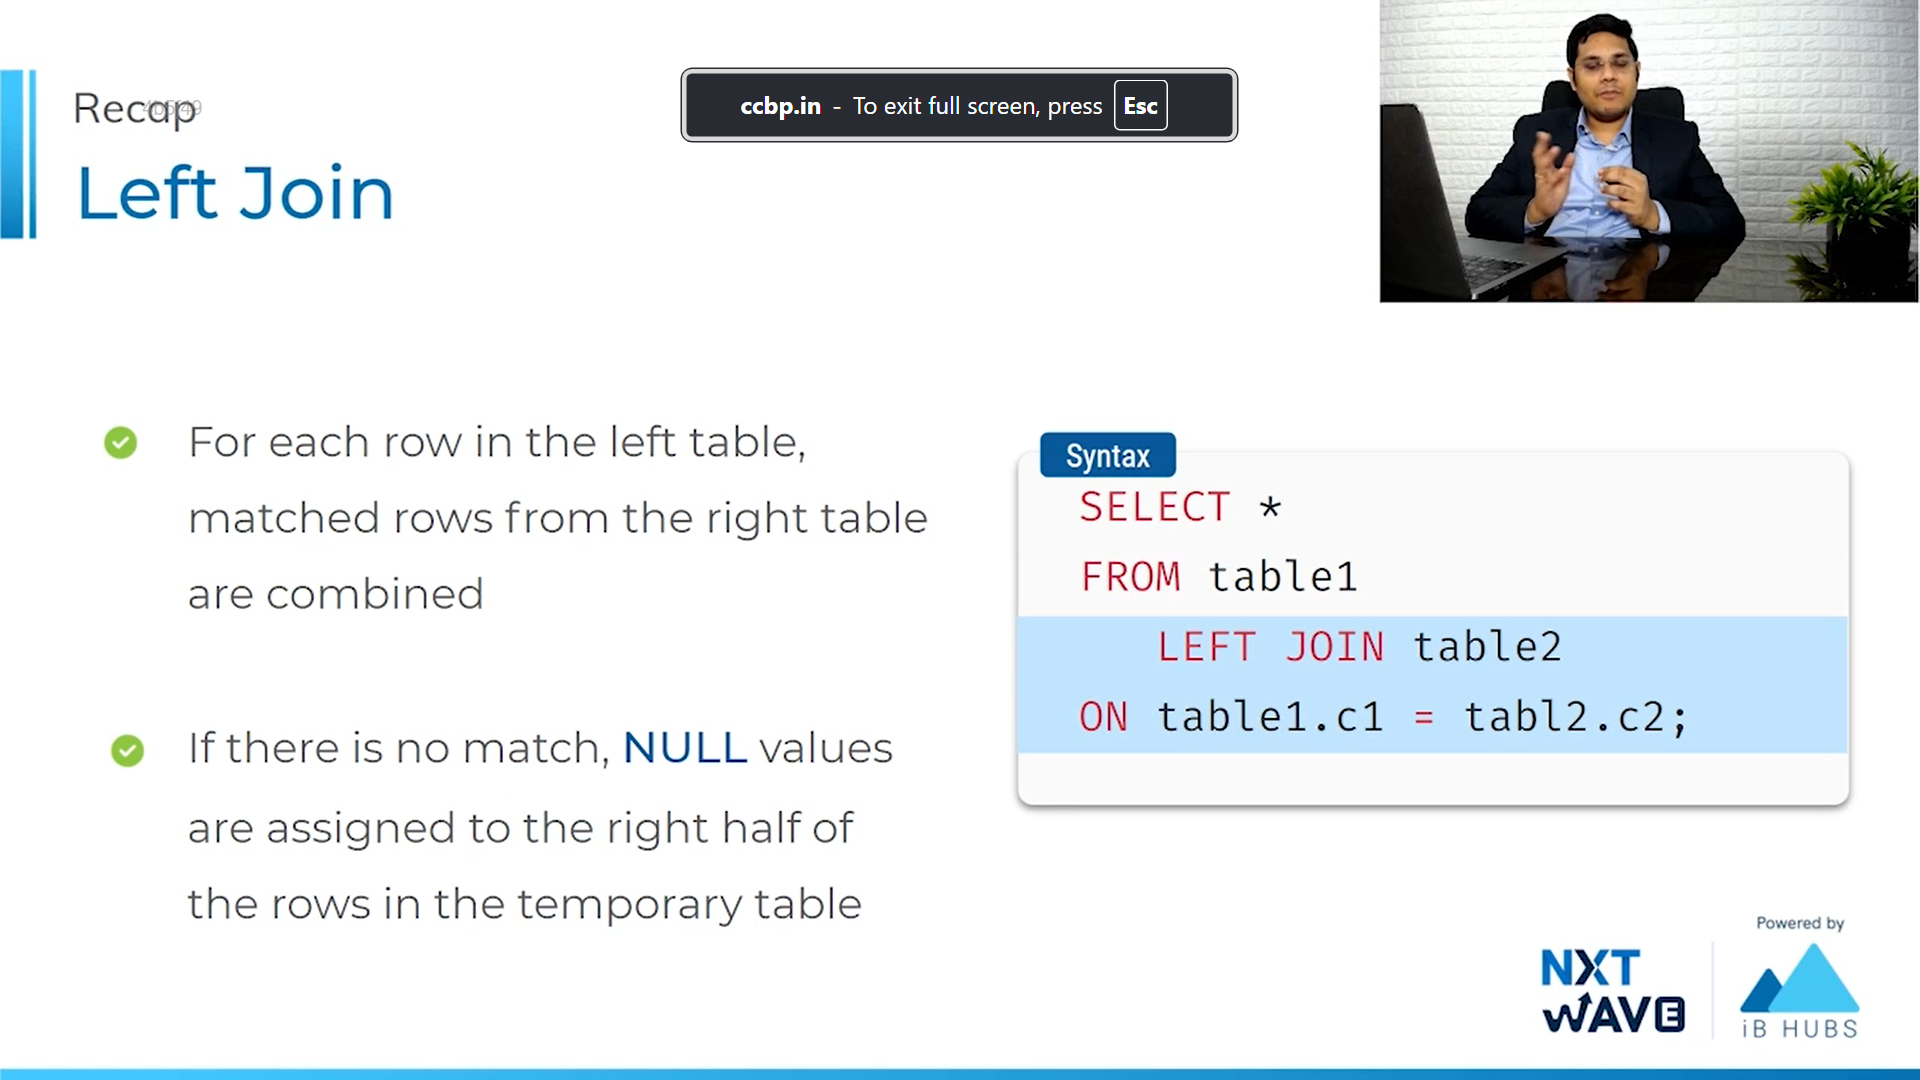 Recap
Left Join
ccbp.in - To exit full screen, press Esc
For each row in the left table,
matched rows from the right table
are combined
If there is no match, NULL values
are assigned to the right half of
the rows in the temporary table
Syntax
SELECT *
FROM table1
LEFT JOIN table2
ON table1.c1 = tabl2.c2;
Powered by
NXT
WAVE
iB HUBS